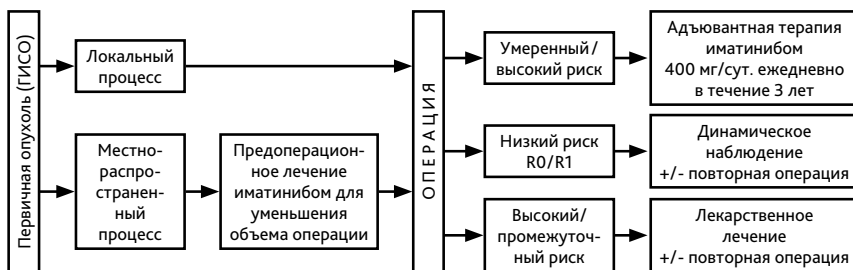 Первичная опухоль (ГИСО)
Локальный
процесс
Местно-
распро-
странен-
ный
процесс
Предоперацион-
ное лечение
иматинибом для
уменьшения
объема операции
ОПЕРАЦИЯ
Умеренный/
высокий риск
Адъювантная терапия
иматинибом
400 мг/сут. ежедневно
в течение 3 лет
Низкий риск
R0/R1
Динамическое
наблюдение
+/- повторная операция
Высокий/
промежуточ-
ный риск
Лекарственное
лечение
+/- повторная операция